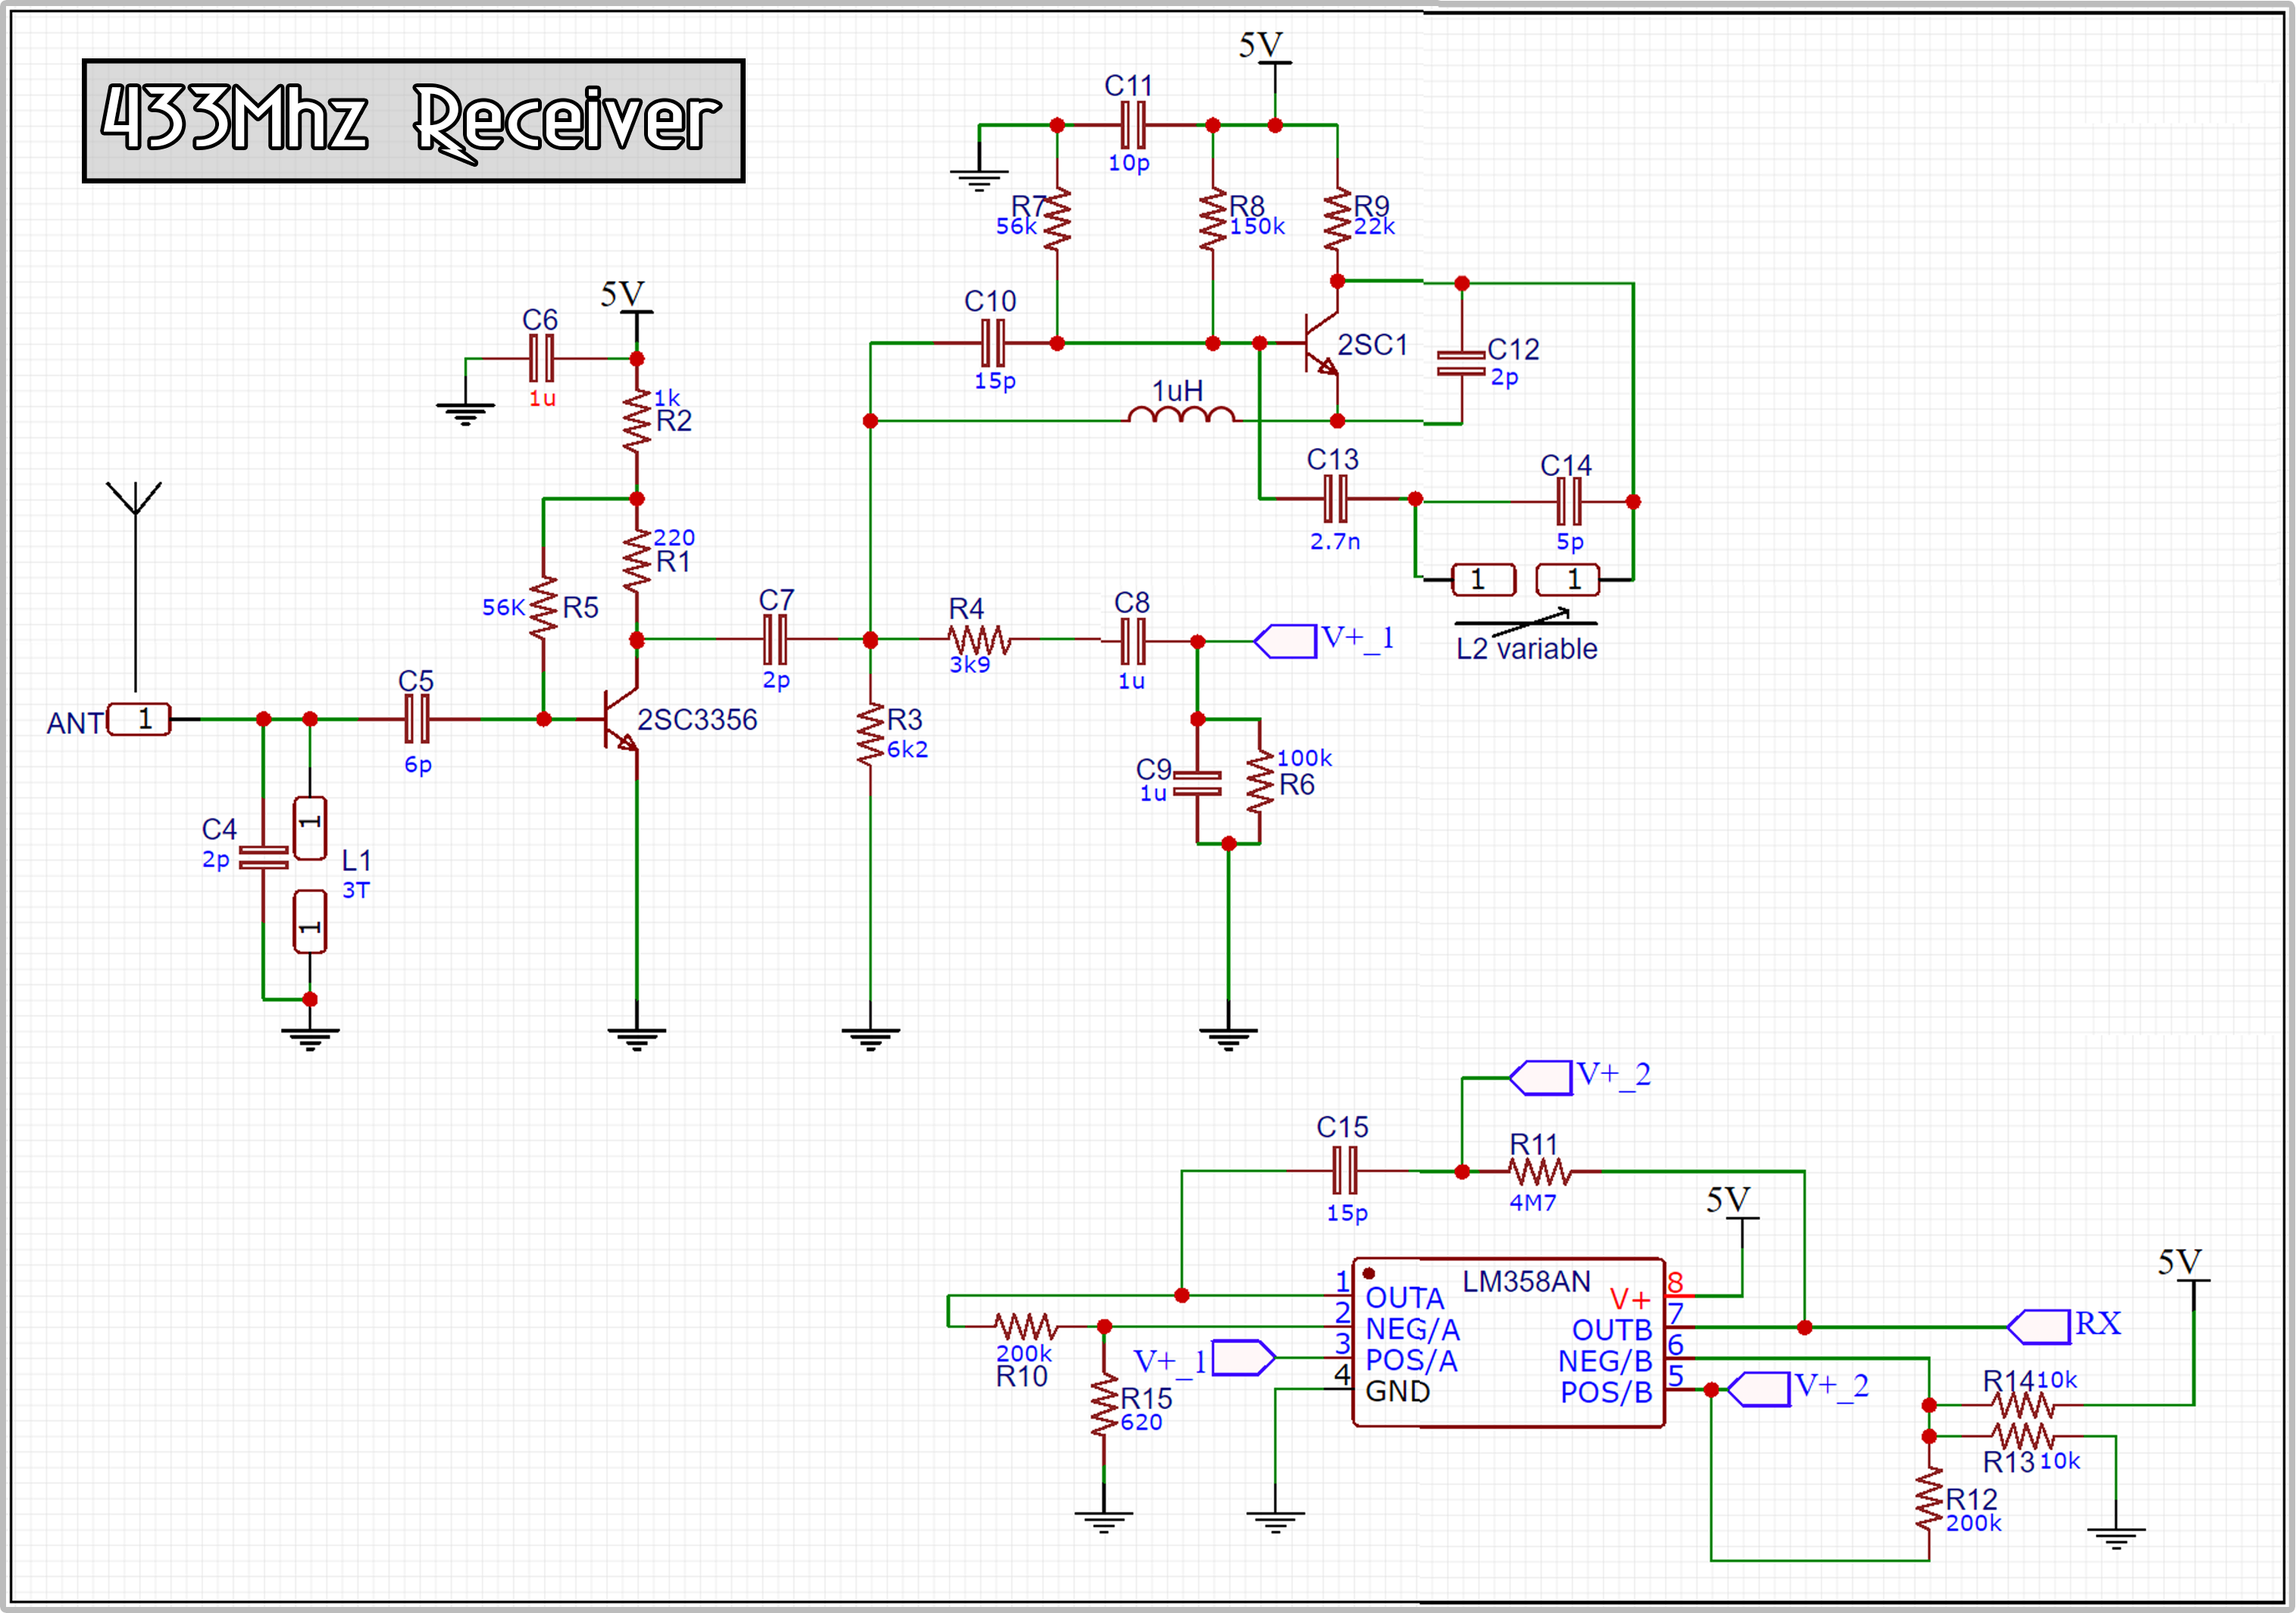 433Mhz Receiver
5V
C11
10p
R7
56k
R8
150k
R9
22k
5V
C6
1u
1k
R2
C10
15p
2SC1
C12
2p
1uH
C13
2.7n
C14
5p
220
R1
56K
R5
C7
2p
R4
3k9
C8
1u
V+_1
1
1
L2 variable
C5
6p
ANT
1
2SC3356
R3
6k2
C9
1u
100k
R6
C4
2p
1
1
L1
3T
V+_2
C15
15p
R11
4M7
5V
5V
LM358AN
1
OUTA
2
NEG/A
3
POS/A
4
GND
V+
8
OUTB
7
NEG/B
6
POS/B
5
RX
200k
R10
V+_1
R15
620
V+_2
R14 10k
R13 10k
R12
200k